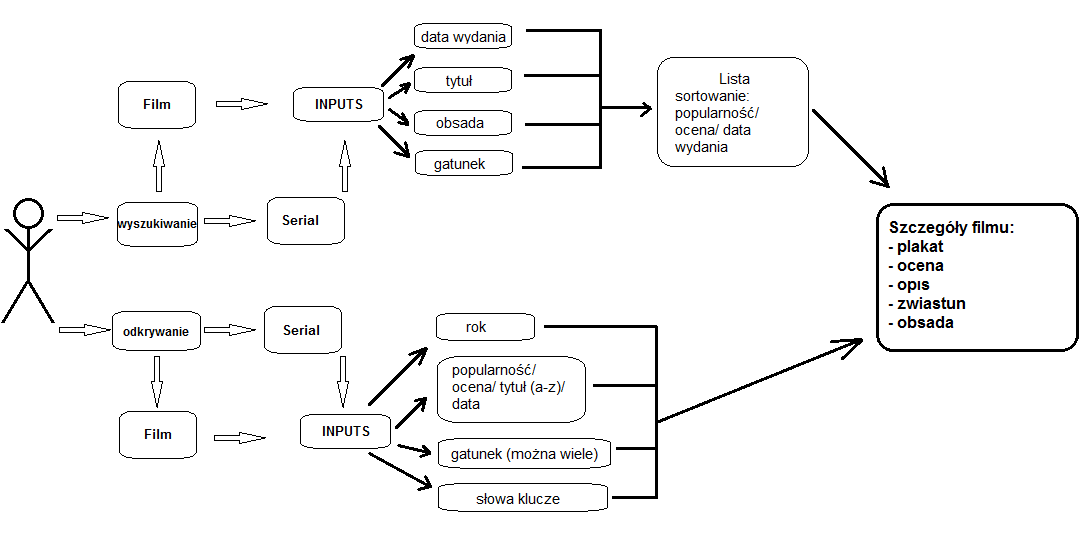 data wydania
tytuł
obsada
gatunek
Film
INPUTS
wyszukiwanie
Serial
Lista
sortowanie:
popularność/
ocena/ data
wydania
Szczegóły filmu:
- plakat
- ocena
- opis
- zwiastun
- obsada
odkrywanie
Serial
Film
INPUTS
rok
popularność/
ocena/ tytuł (a-z)/
data
gatunek (można wiele)
słowa klucze